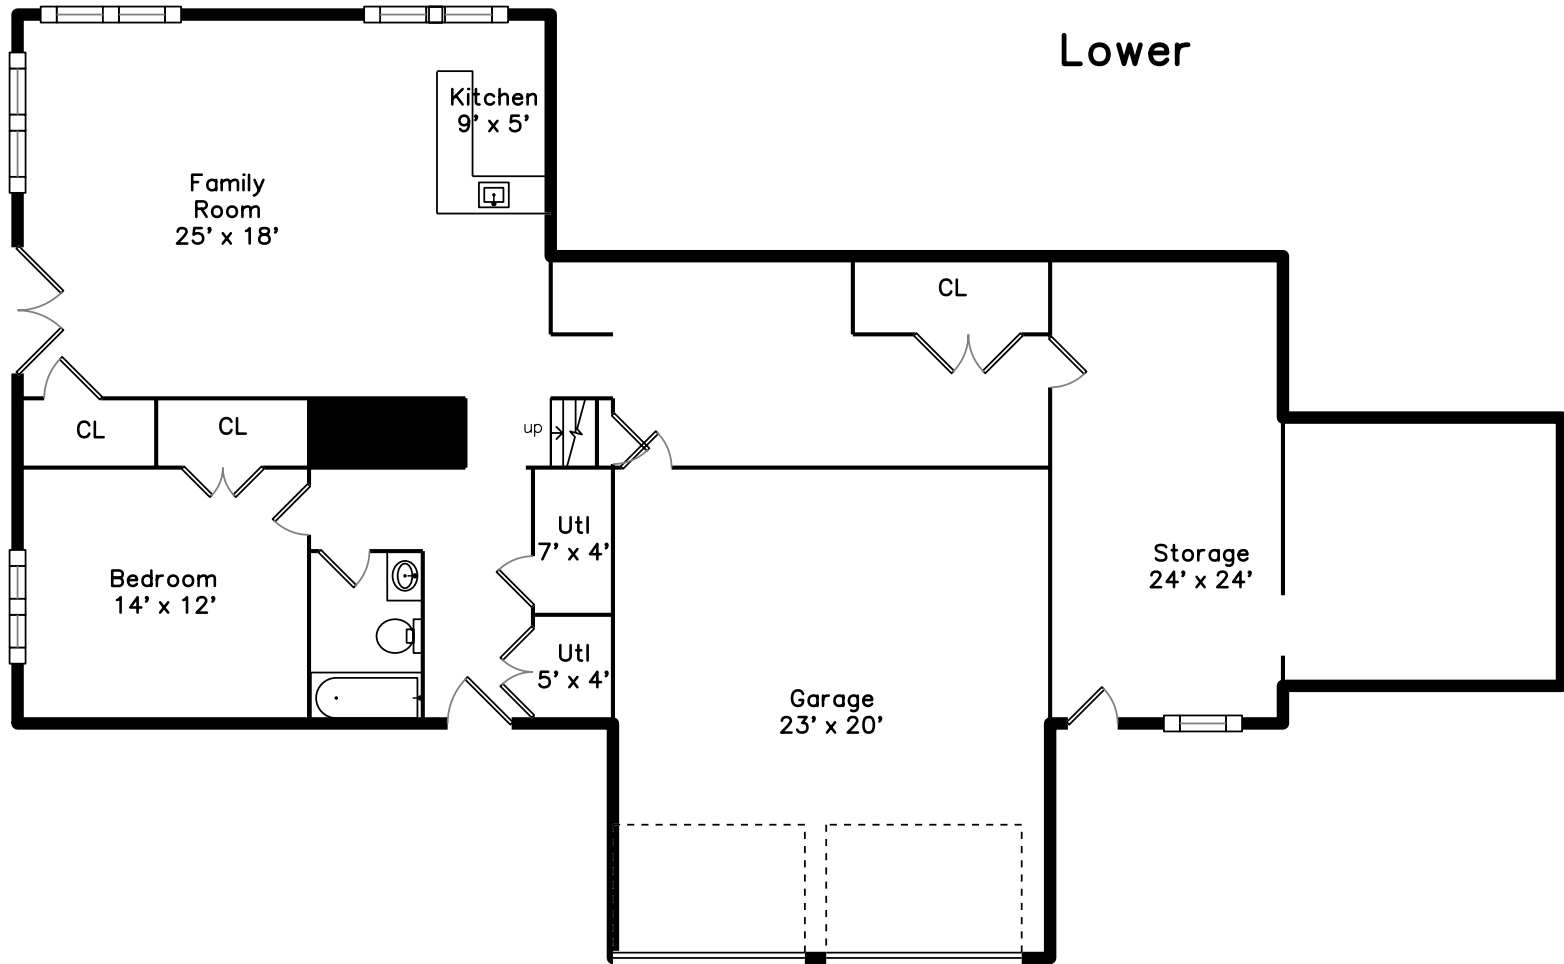 Lower
Kitchen
9' x 5'
Family
Room
25' x 18'
CL
CL
CL
up
Utl
7' x 4'
Storage
24' x 24'
Bedroom
14' x 12'
Utl
5' x 4'
Garage
23' x 20'